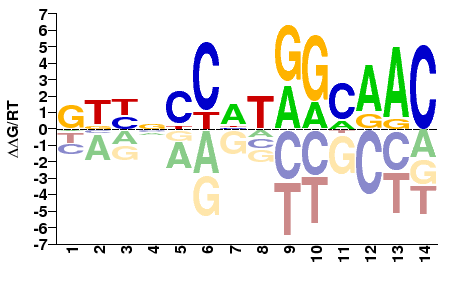 7
6
5
4
3
2
1
0
-1
-2
-3
-4
-5
-6
-7
ΔΔG/RT
1 2 3 4 5 6 7 8 9 10 11 12 13 14
G T T C C A T G G C A A C
C T A A G C
T C A G A A G A C G C C C C A
C A G A G C G T T T G
G T